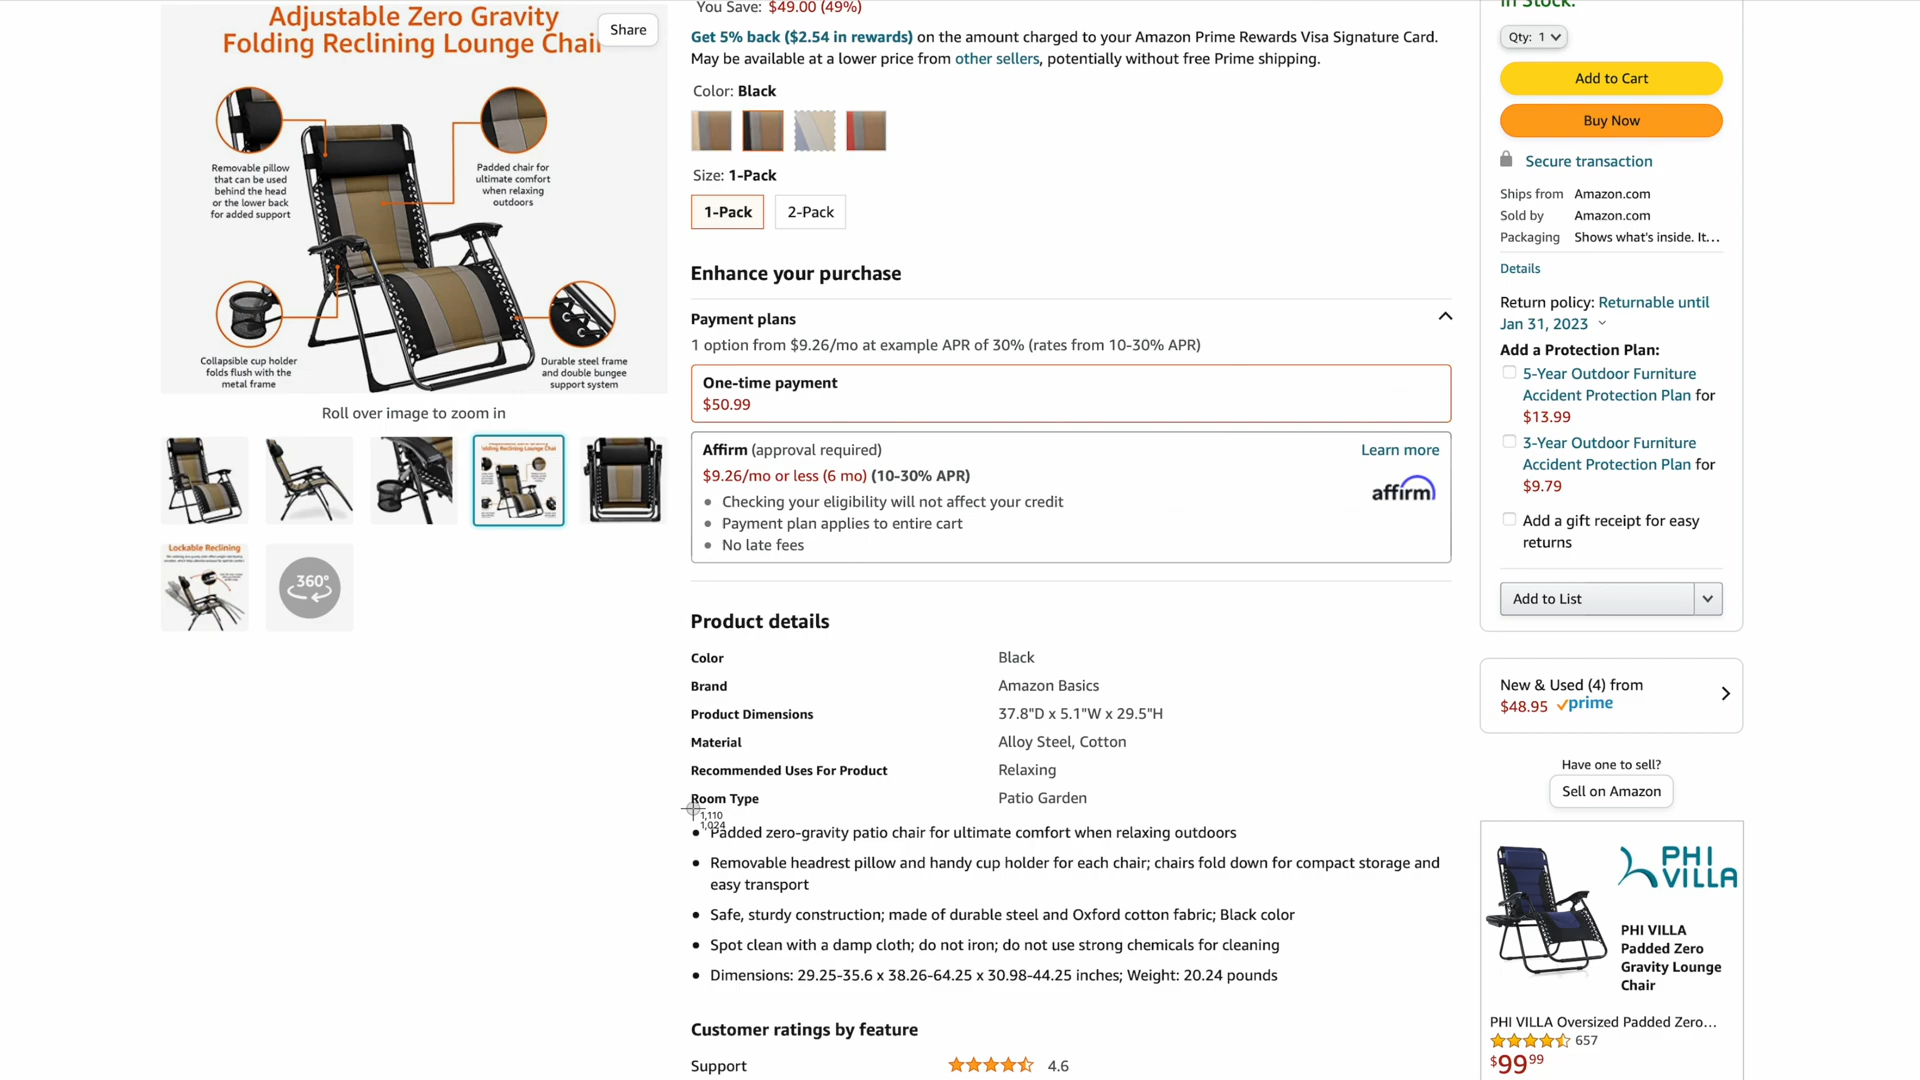 Adjustable Zero Gravity
Folding Reclining Lounge Chair
Share
Removable pillow
that can be used
behind the head
or the lower back
for added support
Padded chair for
ultimate comfort
when relaxing
outdoors
Collapsible cup holder
folds flush with the
metal frame
Durable steel frame
and double bungee
support system
Roll over image to zoom in
Lockable Reclining
360°
You Save: $49.00 (49%)
Get 5% back ($2.54 in rewards) on the amount charged to your Amazon Prime Rewards Visa Signature Card.
May be available at a lower price from other sellers, potentially without free Prime shipping.
Color: Black
Size: 1-Pack
1-Pack
2-Pack
Enhance your purchase
Payment plans
1 option from $9.26/mo at example APR of 30% (rates from 10-30% APR)
One-time payment
$50.99
Affirm (approval required)
Learn more
$9.26/mo or less (6 mo) (10-30% APR)
affirm
• Checking your eligibility will not affect your credit
• Payment plan applies to entire cart
• No late fees
Product details
Color Black
Brand Amazon Basics
Product Dimensions 37.8"D x 5.1"W x 29.5"H
Material Alloy Steel, Cotton
Recommended Uses For Product Relaxing
Room Type Patio Garden
1,110
1,024
• Padded zero-gravity patio chair for ultimate comfort when relaxing outdoors
• Removable headrest pillow and handy cup holder for each chair; chairs fold down for compact storage and
easy transport
• Safe, sturdy construction; made of durable steel and Oxford cotton fabric; Black color
• Spot clean with a damp cloth; do not iron; do not use strong chemicals for cleaning
• Dimensions: 29.25-35.6 x 38.26-64.25 x 30.98-44.25 inches; Weight: 20.24 pounds
Customer ratings by feature
Support 4.6
In Stock.
Qty: 1
Add to Cart
Buy Now
Secure transaction
Ships from Amazon.com
Sold by Amazon.com
Packaging Shows what's inside. It…
Details
Return policy: Returnable until
Jan 31, 2023
Add a Protection Plan:
5-Year Outdoor Furniture
Accident Protection Plan for
$13.99
3-Year Outdoor Furniture
Accident Protection Plan for
$9.79
Add a gift receipt for easy
returns
Add to List
New & Used (4) from
$48.95 prime
Have one to sell?
Sell on Amazon
PHI
VILLA
PHI VILLA
Padded Zero
Gravity Lounge
Chair
PHI VILLA Oversized Padded Zero…
657
$99 99